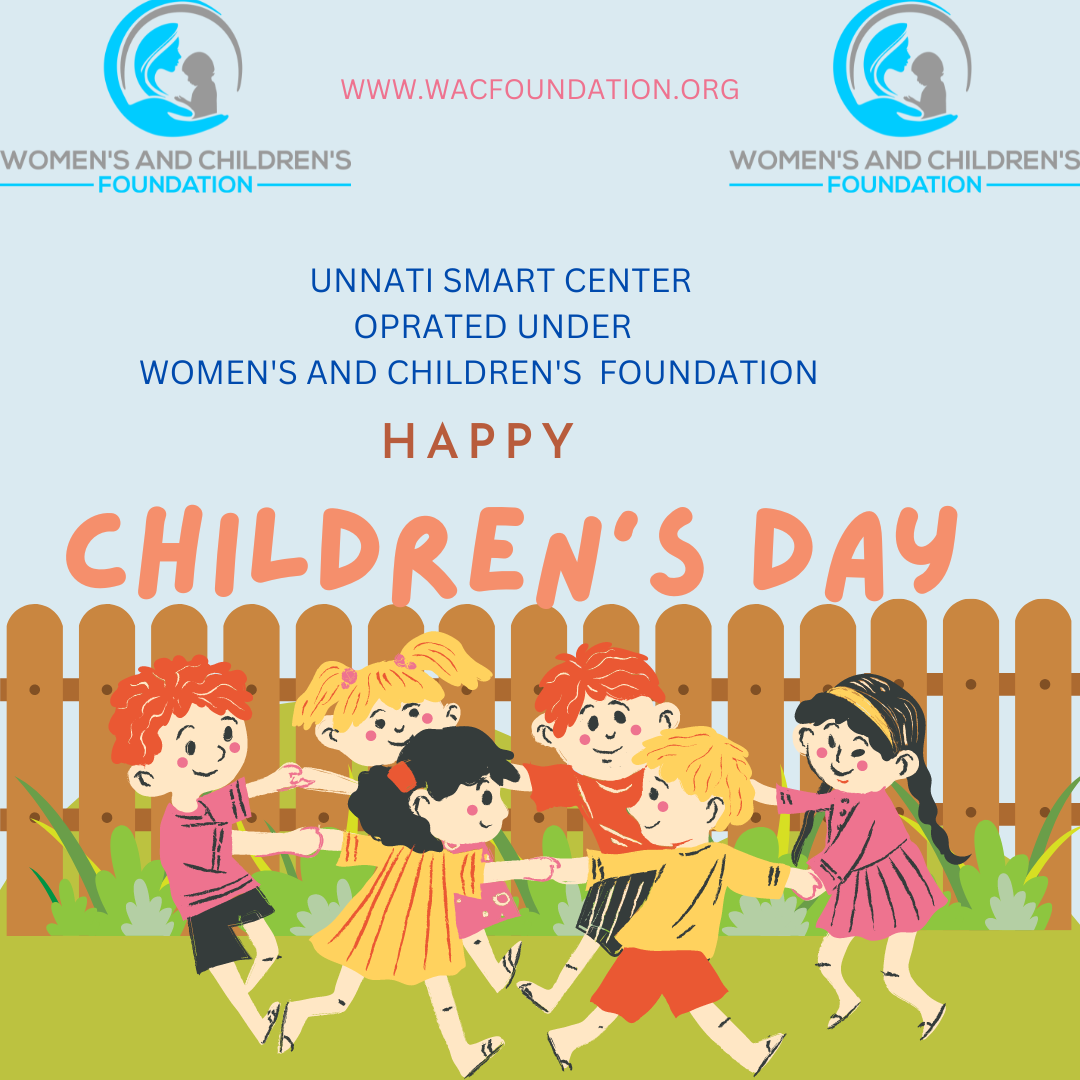 WOMEN'S AND CHILDREN'S
FOUNDATION
WWW.WACFOUNDATION.ORG
WOMEN'S AND CHILDREN'S
FOUNDATION
UNNATI SMART CENTER
OPRATED UNDER
WOMEN'S AND CHILDREN'S FOUNDATION
HAPPY
CHILDREN'S DAY